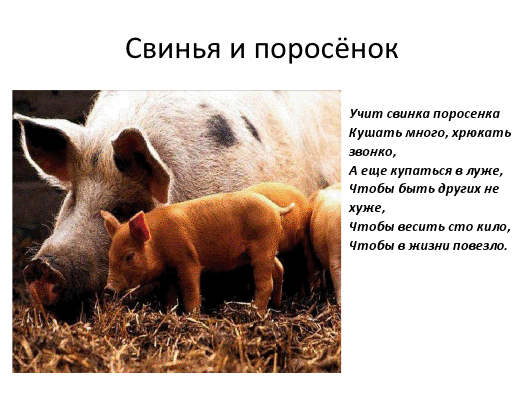 Свинья и поросёнок
Учит свинка поросенка
Кушать много, хрюкать
звонко,
А еще купаться в луже,
Чтобы быть других не
хуже,
Чтобы весить сто кило,
Чтобы в жизни повезло.